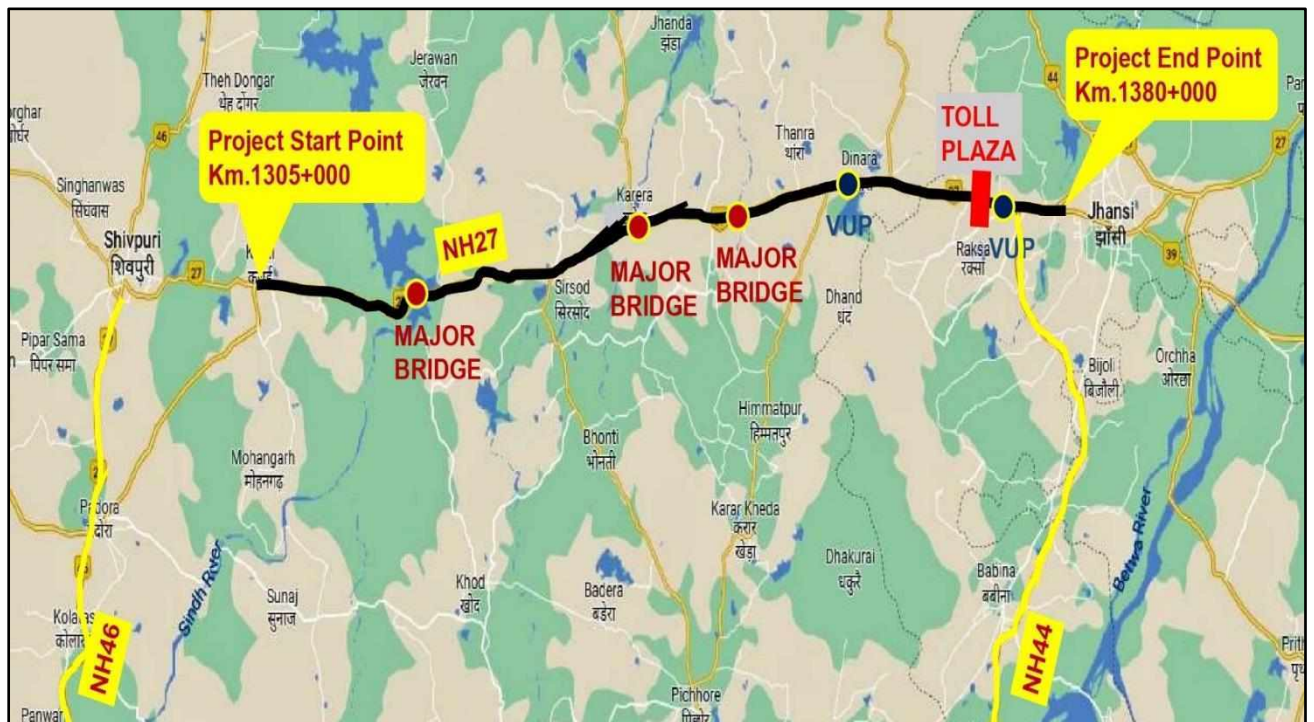 Jhanda
झंडा
Theh Dongar
थेह दोंगर
Jerawan
जेरवन
44
46
Project End Point
Km.1380+000
Project Start Point
Km.1305+000
TOLL
PLAZA
Thanra
थांरा
27
Singhanwas
सिंघवास
Dinara
Karera
Shivpuri
शिवपुरी
27
NH27
Jhansi
झाँसी
VUP
Raksa
रक्सा
VUP
39
MAJOR
BRIDGE
MAJOR
BRIDGE
Sirsod
सिरसोद
Dhand
धंद
MAJOR
BRIDGE
Pipar Sama
पिपर समा
Bijoli
बिजौली
Orchha
ओरछा
Himmatpur
हिम्मतपुर
Bhonti
भोनती
Mohangarh
मोहनगढ़
Karar Kheda
करार
खेड़ा
Padora
Dhakurai
धकुरै
Betwa River
Sindh River
Khod
खोद
Badera
बडेरा
Babina
बबीना
Sunaj
सुनाज
NH46
NH44
Pichhore
Panwar